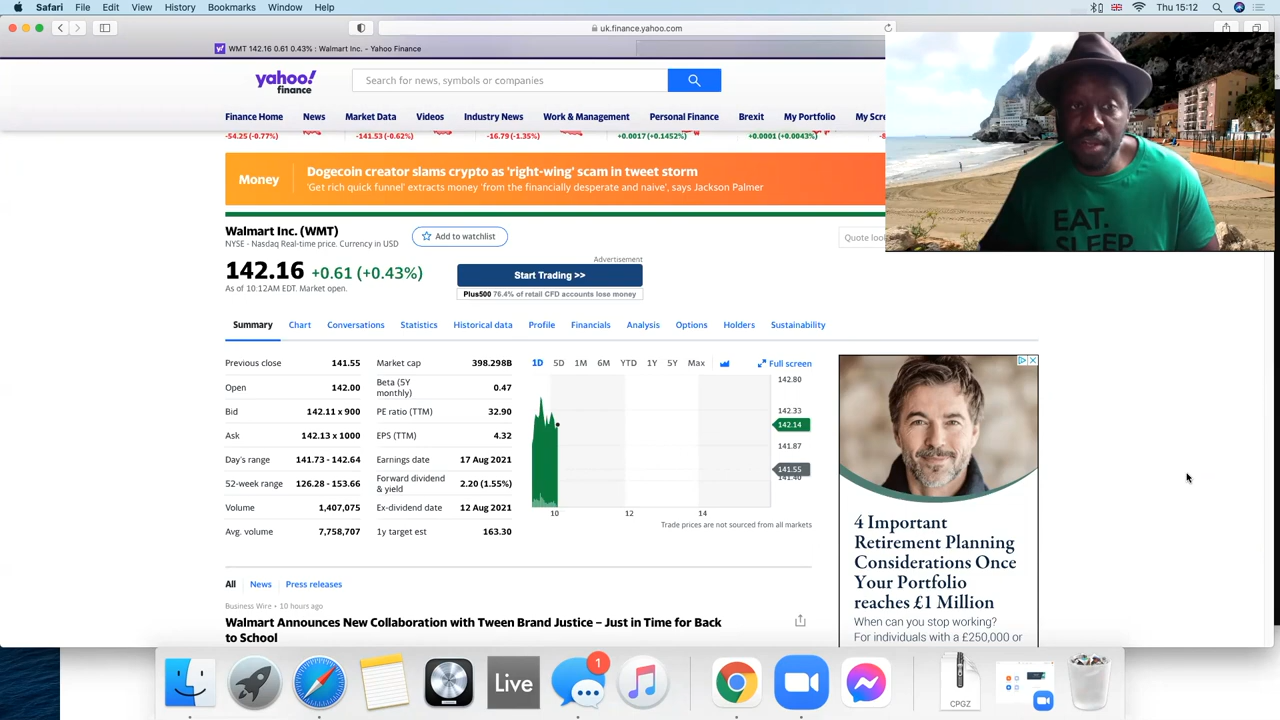 Safari File Edit View History Bookmarks Window Help Thu 15:12
uk.finance.yahoo.com
WMT 142.16 0.61 0.43% : Walmart Inc. – Yahoo Finance
yahoo!
finance
Search for news, symbols or companies
Finance Home News Market Data Videos Industry News Work & Management Personal Finance Brexit My Portfolio My Scre
-54.25 (-0.77%) -141.53 (-0.62%) -16.79 (-1.35%) +0.0017 (+0.1452%) +0.0001 (+0.0043%)
Money
Dogecoin creator slams crypto as 'right-wing' scam in tweet storm
'Get rich quick funnel' extracts money 'from the financially desperate and naive', says Jackson Palmer
EAT.
SLEEP
Walmart Inc. (WMT)
NYSE - Nasdaq Real-time price. Currency in USD
Add to watchlist
Quote loo
142.16 +0.61 (+0.43%)
As of 10:12AM EDT. Market open.
Advertisement
Start Trading >>
Plus500 76.4% of retail CFD accounts lose money
Summary Chart Conversations Statistics Historical data Profile Financials Analysis Options Holders Sustainability
Previous close 141.55
Open 142.00
Bid 142.11 x 900
Ask 142.13 x 1000
Day's range 141.73 - 142.64
52-week range 126.28 - 153.66
Volume 1,407,075
Avg. volume 7,758,707
Market cap 398.298B
Beta (5Y
monthly) 0.47
PE ratio (TTM) 32.90
EPS (TTM) 4.32
Earnings date 17 Aug 2021
Forward dividend
& yield 2.20 (1.55%)
Ex-dividend date 12 Aug 2021
1y target est 163.30
1D 5D 1M 6M YTD 1Y 5Y Max Full screen
142.80
142.33
142.14
141.87
141.55
141.40
10 12 14
Trade prices are not sourced from all markets
4 Important
Retirement Planning
Considerations Once
Your Portfolio
reaches £1 Million
When can you stop working?
For individuals with a £250,000 or
All News Press releases
Business Wire • 10 hours ago
Walmart Announces New Collaboration with Tween Brand Justice – Just in Time for Back
to School
Live
1
CPGZ